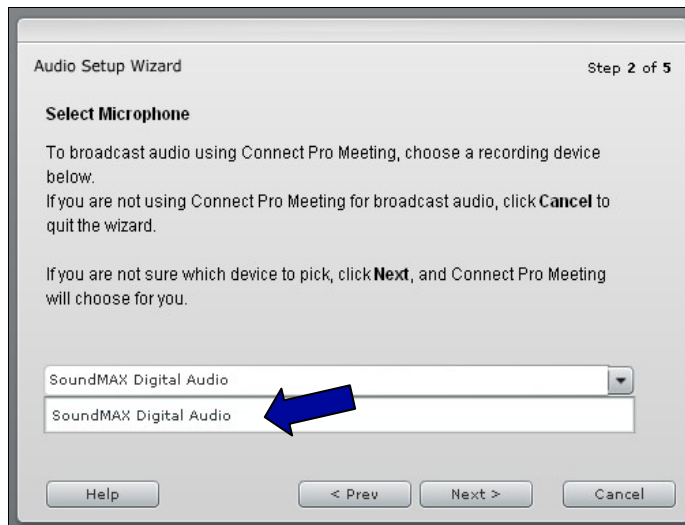 Audio Setup Wizard
Step 2 of 5
Select Microphone
To broadcast audio using Connect Pro Meeting, choose a recording device
below.
If you are not using Connect Pro Meeting for broadcast audio, click Cancel to
quit the wizard.
If you are not sure which device to pick, click Next, and Connect Pro Meeting
will choose for you.
SoundMAX Digital Audio
SoundMAX Digital Audio
Help
< Prev
Next >
Cancel